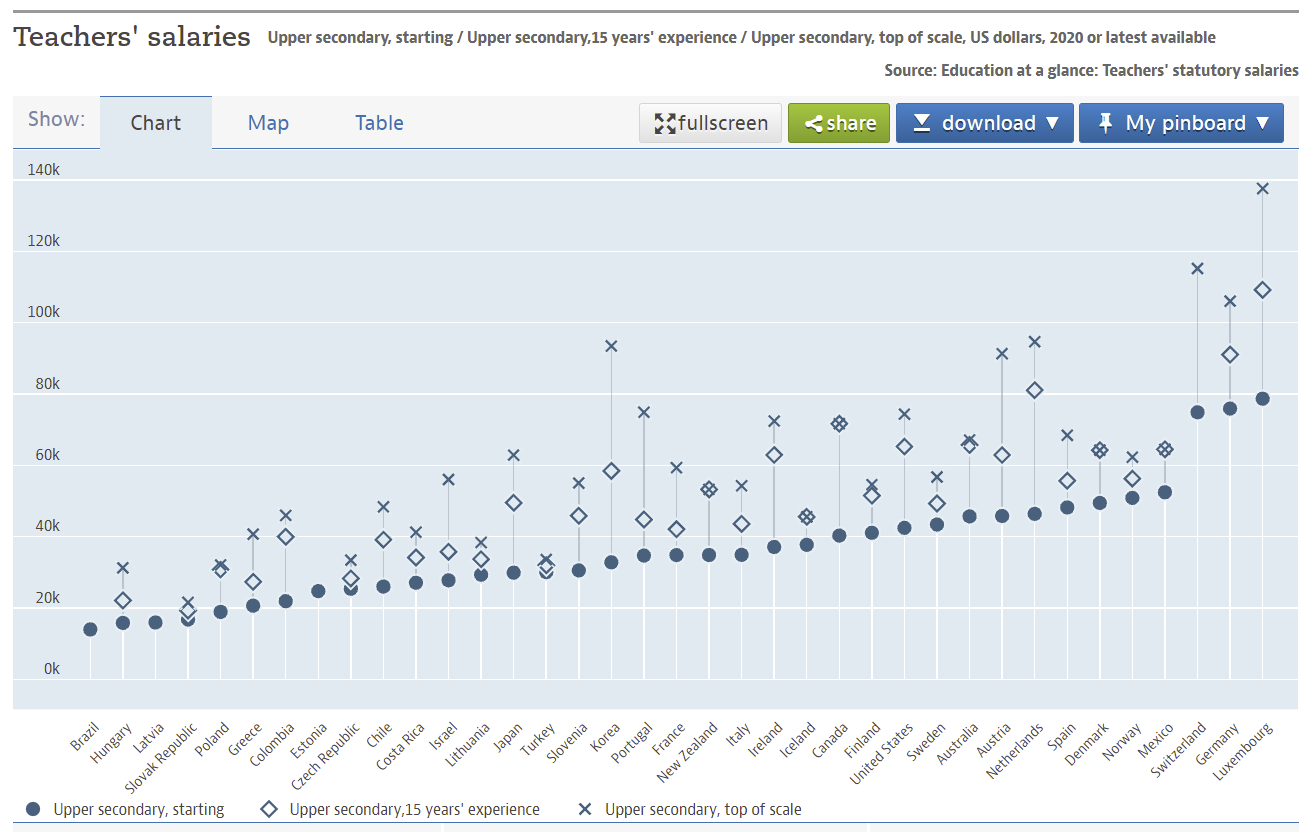 Teachers' salaries Upper secondary, starting / Upper secondary,15 years' experience / Upper secondary, top of scale, US dollars, 2020 or latest available
Source: Education at a glance: Teachers' statutory salaries
Show: Chart Map Table fullscreen share download ▼ My pinboard ▼
140k
120k
100k
80k
60k
40k
20k
0k
Brazil
Hungary
Latvia
Slovak Republic
Poland
Greece
Colombia
Estonia
Czech Republic
Chile
Costa Rica
Israel
Lithuania
Japan
Turkey
Slovenia
Korea
Portugal
France
New Zealand
Italy
Ireland
Iceland
Canada
Finland
United States
Sweden
Australia
Austria
Netherlands
Spain
Denmark
Norway
Mexico
Switzerland
Germany
Luxembourg
Upper secondary, starting Upper secondary,15 years' experience Upper secondary, top of scale